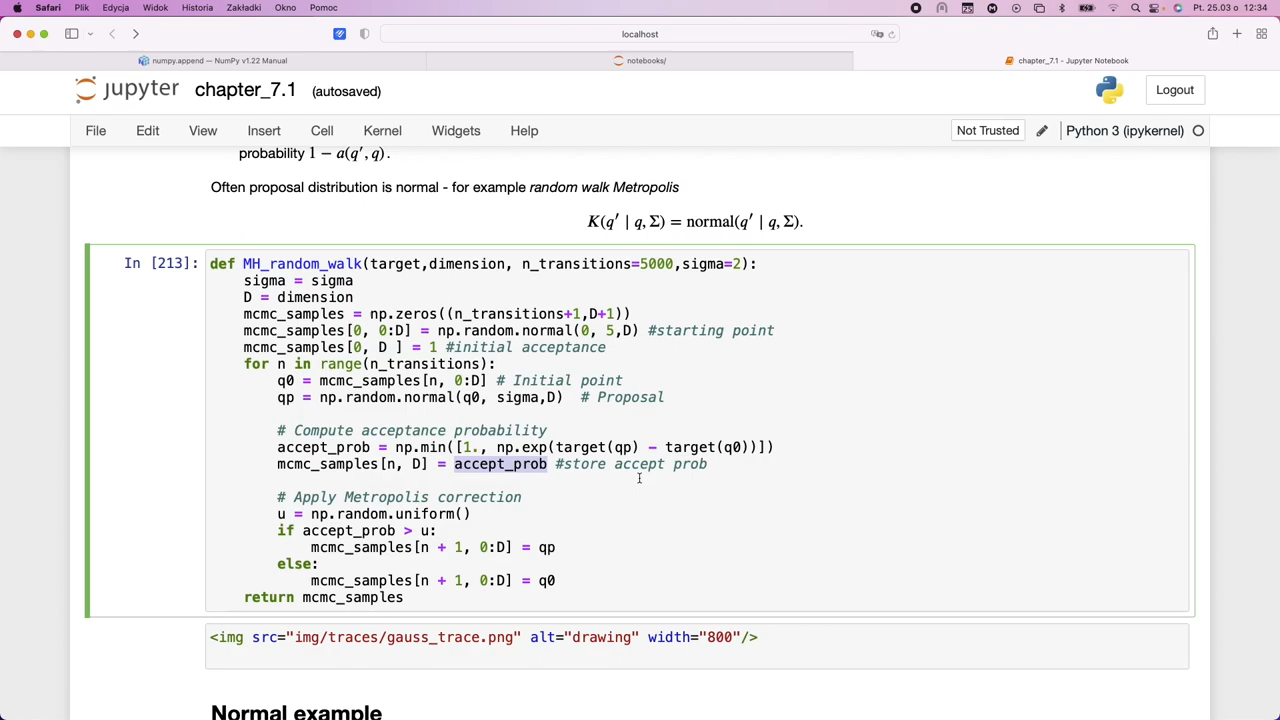 Safari Plik Edycja Widok Historia Zakładki Okno Pomoc Pt. 25.03 o 12:34
localhost
numpy.append — NumPy v1.22 Manual notebooks/ chapter_7.1 - Jupyter Notebook
jupyter chapter_7.1 (autosaved) Logout
File Edit View Insert Cell Kernel Widgets Help Not Trusted Python 3 (ipykernel)
probability 1 − a(q′, q).
Often proposal distribution is normal - for example random walk Metropolis
K(q′ | q, Σ) = normal(q′ | q, Σ).
In [213]: def MH_random_walk(target,dimension, n_transitions=5000,sigma=2):
sigma = sigma
D = dimension
mcmc_samples = np.zeros((n_transitions+1,D+1))
mcmc_samples[0, 0:D] = np.random.normal(0, 5,D) #starting point
mcmc_samples[0, D ] = 1 #initial acceptance
for n in range(n_transitions):
q0 = mcmc_samples[n, 0:D] # Initial point
qp = np.random.normal(q0, sigma,D)  # Proposal
# Compute acceptance probability
accept_prob = np.min([1., np.exp(target(qp) - target(q0))])
mcmc_samples[n, D] = accept_prob #store accept prob
# Apply Metropolis correction
u = np.random.uniform()
if accept_prob > u:
mcmc_samples[n + 1, 0:D] = qp
else:
mcmc_samples[n + 1, 0:D] = q0
return mcmc_samples
<img src="img/traces/gauss_trace.png" alt="drawing" width="800"/>
Normal example